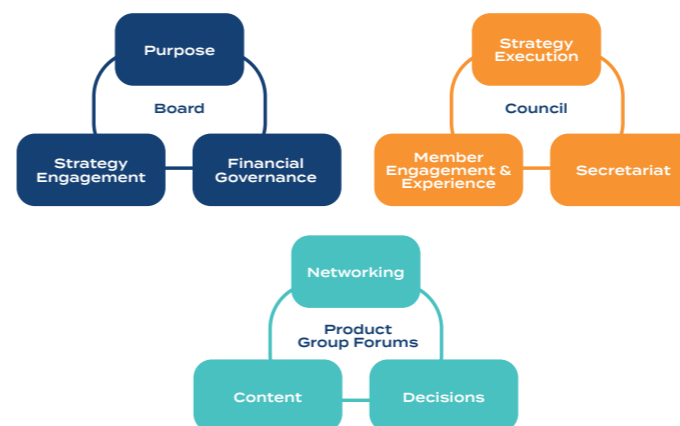 Purpose
Board
Strategy
Engagement
Financial
Governance
Strategy
Execution
Council
Member
Engagement &
Experience
Secretariat
Networking
Product
Group Forums
Content
Decisions